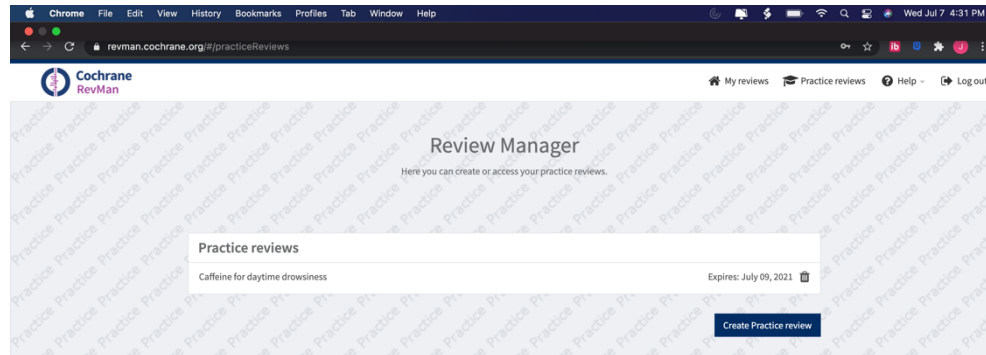 Chrome File Edit View History Bookmarks Profiles Tab Window Help Wed Jul 7 4:31 PM
revman.cochrane.org/#/practiceReviews
Cochrane
RevMan
My reviews Practice reviews Help Log out
Review Manager
Here you can create or access your practice reviews.
Practice reviews
Caffeine for daytime drowsiness Expires: July 09, 2021
Create Practice review